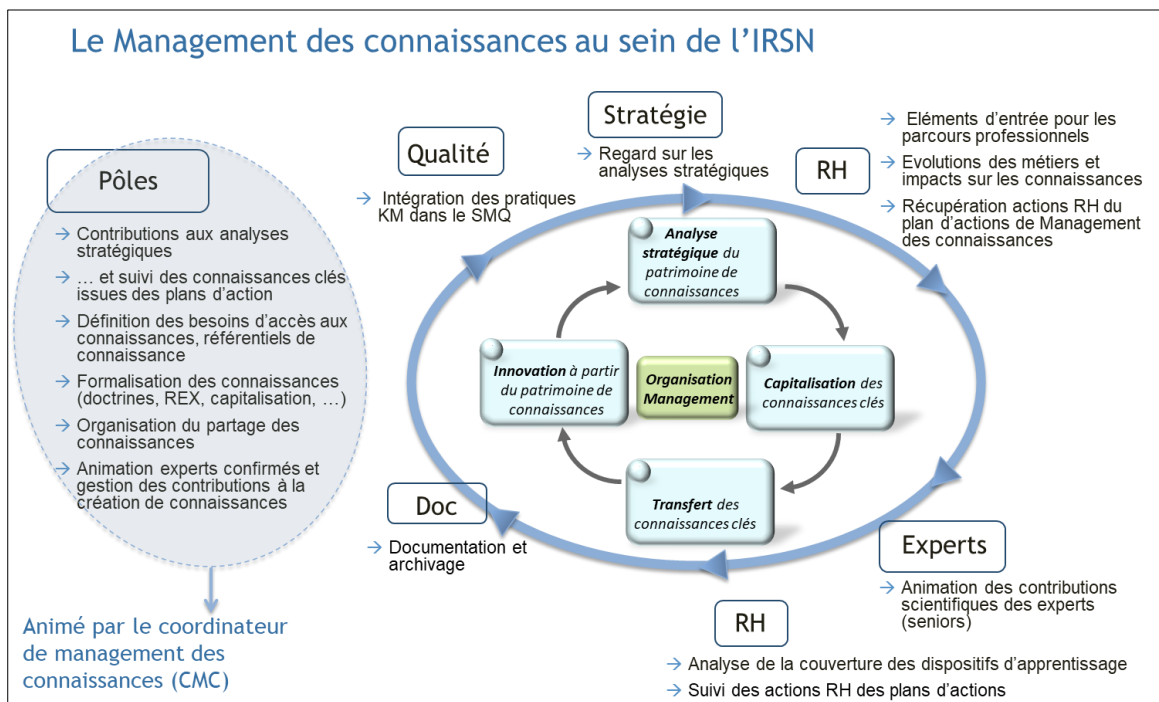 Le Management des connaissances au sein de l'IRSN
Pôles
→ Contributions aux analyses
stratégiques
→ … et suivi des connaissances clés
issues des plans d'action
→ Définition des besoins d'accès aux
connaissances, référentiels de
connaissance
→ Formalisation des connaissances
(doctrines, REX, capitalisation, …)
→ Organisation du partage des
connaissances
→ Animation experts confirmés et
gestion des contributions à la
création de connaissances
Animé par le coordinateur
de management des
connaissances (CMC)
Qualité
→ Intégration des pratiques
KM dans le SMQ
Stratégie
→ Regard sur les
analyses stratégiques
RH
→ Eléments d'entrée pour les
parcours professionnels
→ Evolutions des métiers et
impacts sur les connaissances
→ Récupération actions RH du
plan d'actions de Management
des connaissances
Analyse
stratégique du
patrimoine de
connaissances
Innovation à partir
du patrimoine de
connaissances
Organisation
Management
Capitalisation des
connaissances clés
Transfert des
connaissances clés
Doc
→ Documentation et
archivage
Experts
→ Animation des contributions
scientifiques des experts
(seniors)
RH
→ Analyse de la couverture des dispositifs d'apprentissage
→ Suivi des actions RH des plans d'actions